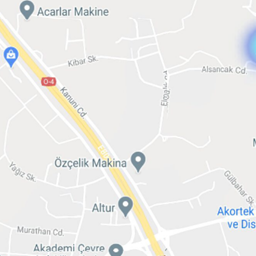 Acarlar Makine
Kibar Sk.
Alsancak Cd.
O-4
Kanuni Cd.
Özçelik Makina
Yağız Sk.
Gülbahar Sk.
Altur
Akortek
ve Dis
Murathan Cd.
Akademi Çevre
M